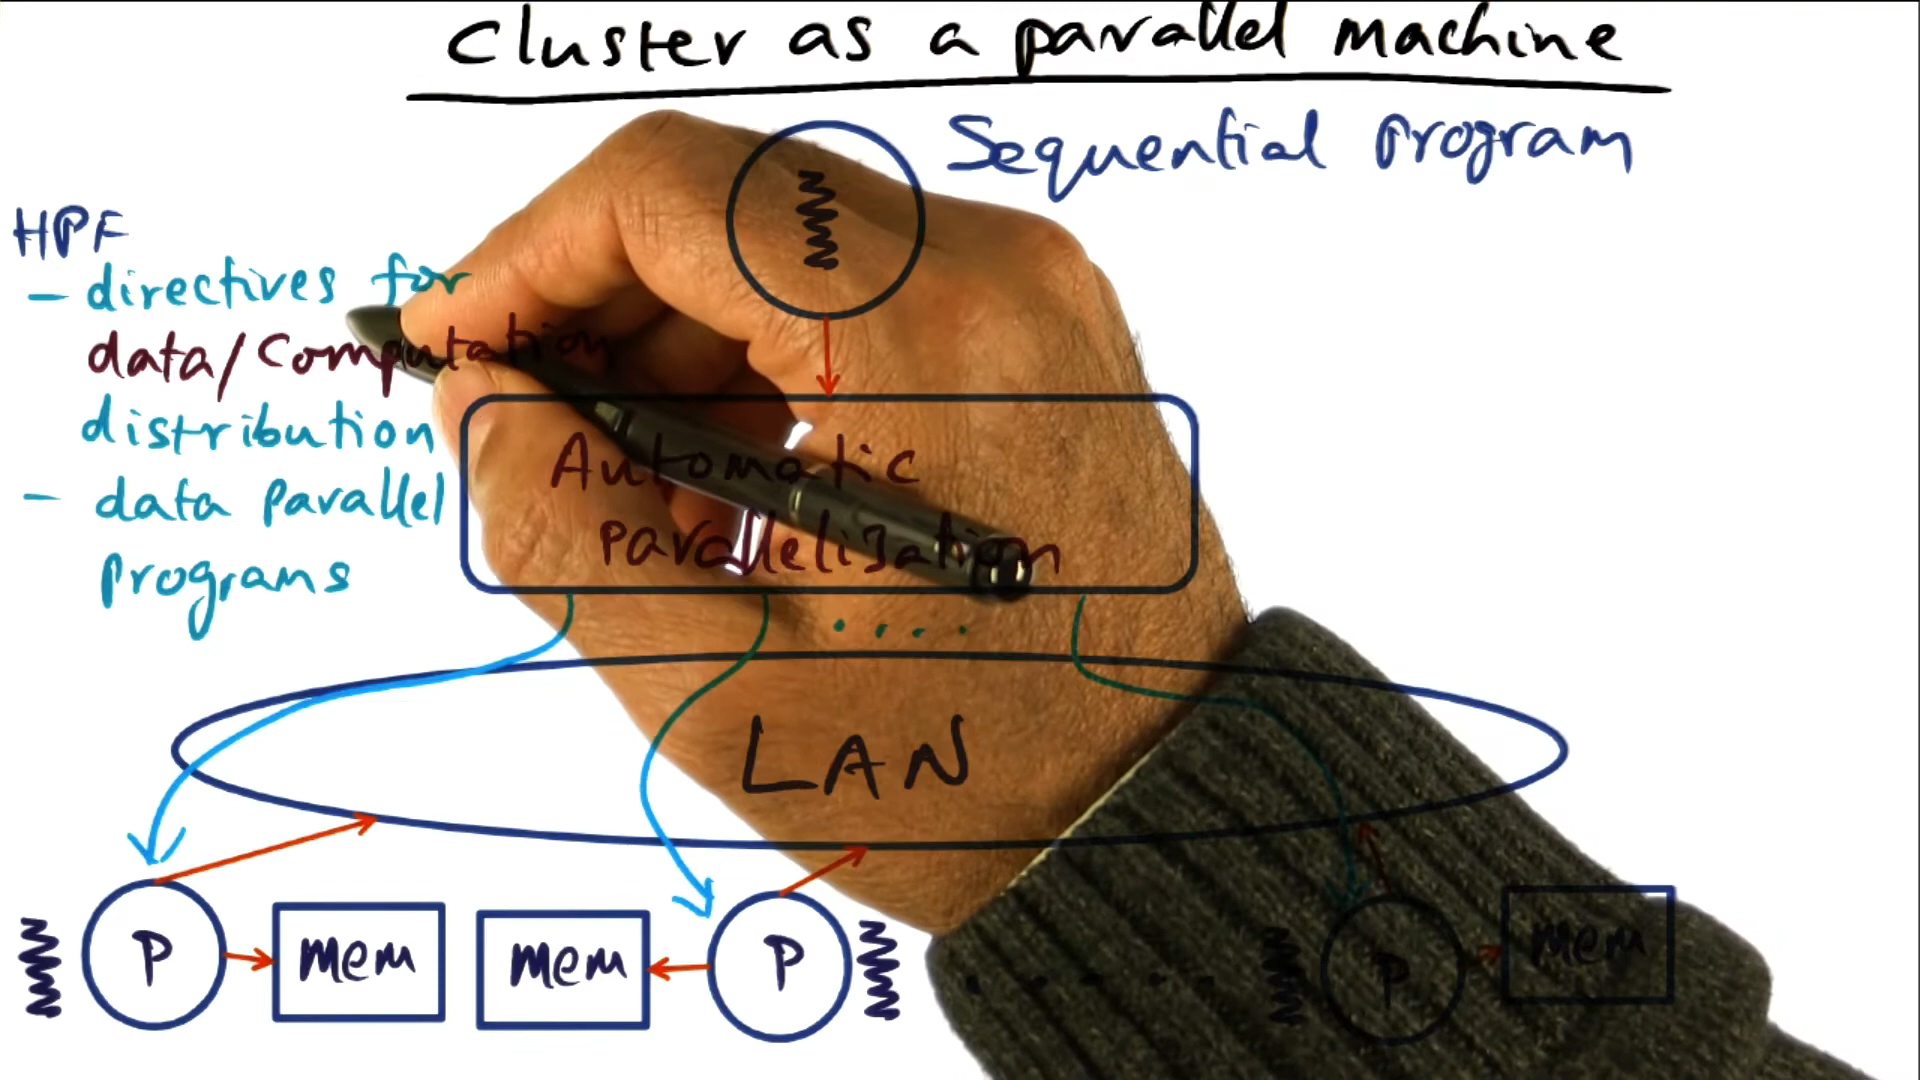 Cluster as a parallel machine
Sequential program
HPF
- directives for
data/Computation
distribution
- data parallel
programs
Automatic
parallelization
. . . .
LAN
P
mem
mem
P
. . . . .
P
mem